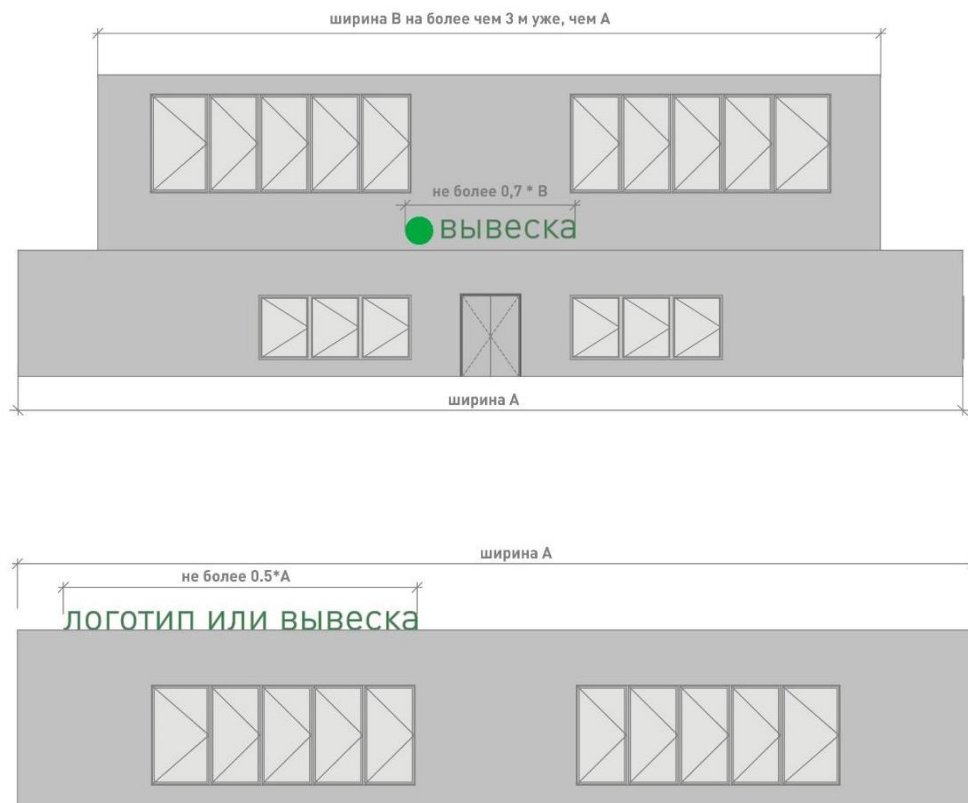 ширина В на более чем 3 м уже, чем А
не более 0,7 * В
вывеска
ширина А
ширина А
не более 0.5*А
логотип или вывеска